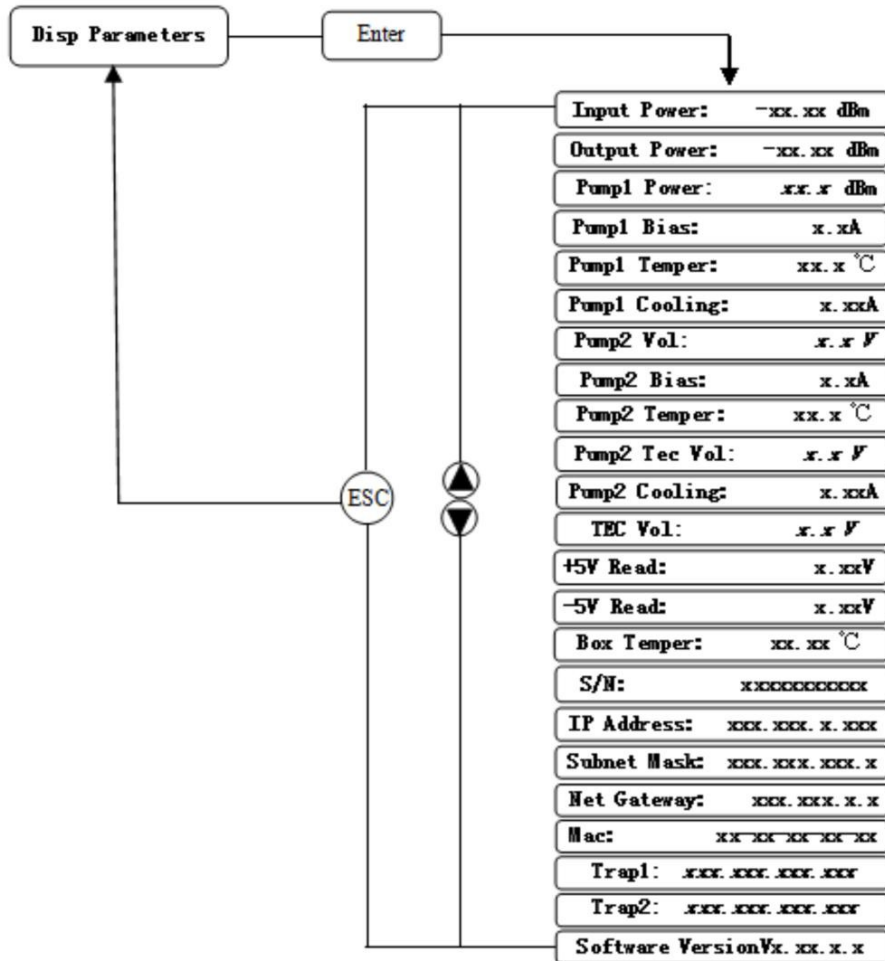 Disp Parameters
Enter
Input Power: -xx.xx dBm
Output Power: -xx.xx dBm
Pump1 Power: xx.x dBm
Pump1 Bias: x.xA
Pump1 Temper: xx.x ℃
Pump1 Cooling: x.xxA
Pump2 Vol: x.x V
Pump2 Bias: x.xA
Pump2 Temper: xx.x ℃
Pump2 Tec Vol: x.x V
ESC
Pump2 Cooling: x.xxA
TEC Vol: x.x V
+5V Read: x.xxV
-5V Read: x.xxV
Box Temper: xx.xx ℃
S/N: xxxxxxxxxxx
IP Address: xxx.xxx.x.xxx
Subnet Mask: xxx.xxx.xxx.x
Net Gateway: xxx.xxx.x.x
Mac: xx-xx-xx-xx-xx
Trap1: xxx.xxx.xxx.xxx
Trap2: xxx.xxx.xxx.xxx
Software VersionVx.xx.x.x